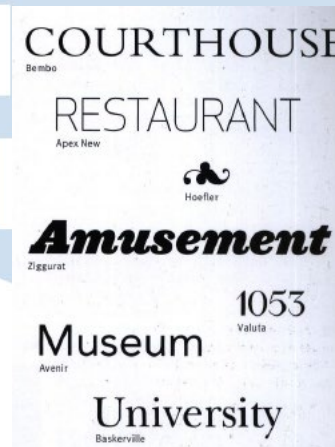 COURTHOUSE
Bembo
RESTAURANT
Apex New
Hoefler
Amusement
Ziggurat
1053
Valuta
Museum
Avenir
University
Baskerville